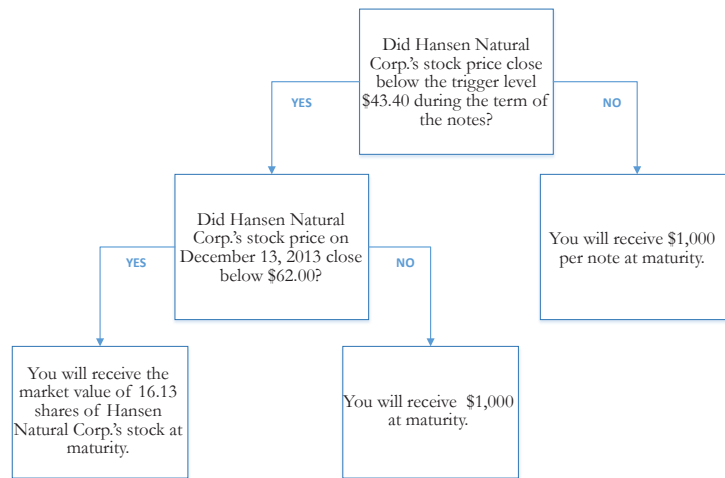 Did Hansen Natural
Corp.'s stock price close
below the trigger level
$43.40 during the term of
the notes?
YES
NO
Did Hansen Natural
Corp.'s stock price on
December 13, 2013 close
below $62.00?
You will receive $1,000
per note at maturity.
YES
NO
You will receive the
market value of 16.13
shares of Hansen
Natural Corp.'s stock at
maturity.
You will receive $1,000
at maturity.